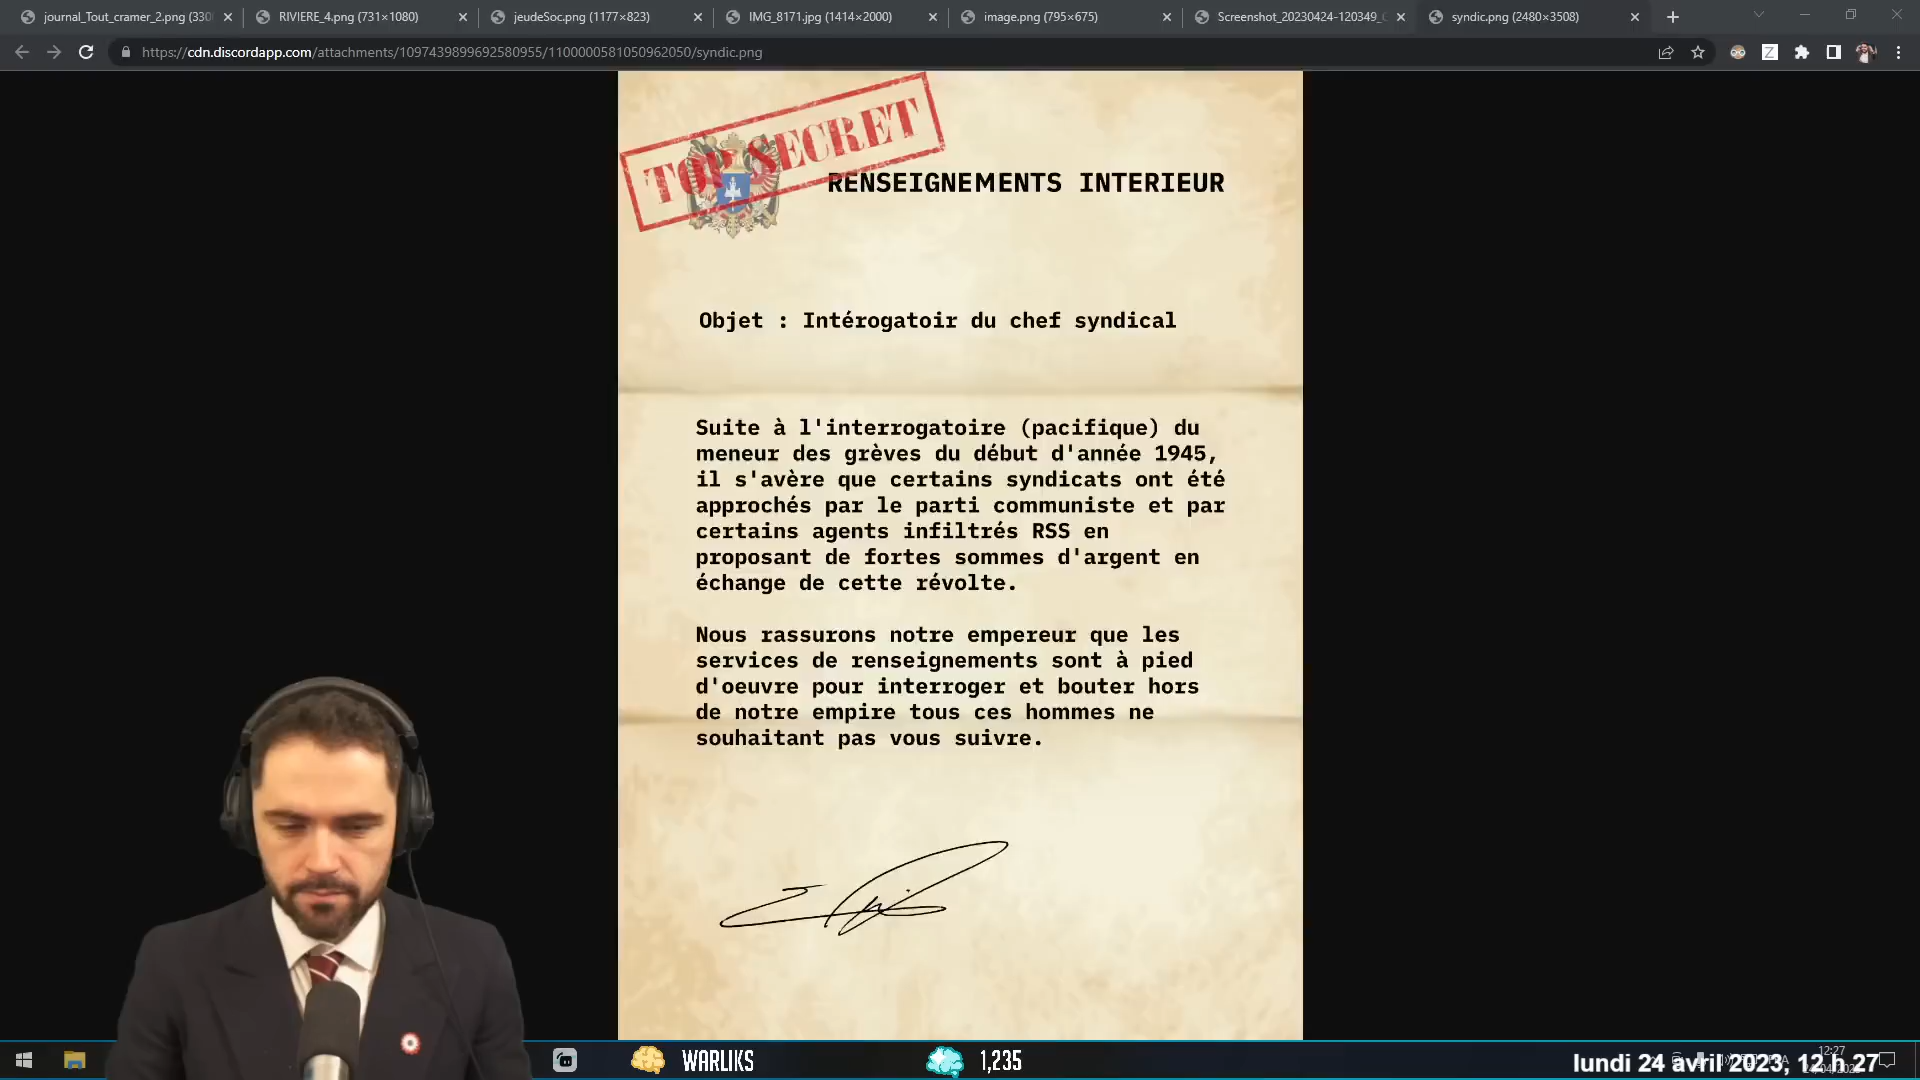 journal_Tout_cramer_2.png (330
RIVIERE_4.png (731×1080)
jeudeSoc.png (1177×823)
IMG_8171.jpg (1414×2000)
image.png (795×675)
Screenshot_20230424-120349_
syndic.png (2480×3508)
https://cdn.discordapp.com/attachments/1097439899692580955/1100000581050962050/syndic.png
TOP SECRET
RENSEIGNEMENTS INTERIEUR
Objet : Intérogatoir du chef syndical
Suite à l'interrogatoire (pacifique) du
meneur des grèves du début d'année 1945,
il s'avère que certains syndicats ont été
approchés par le parti communiste et par
certains agents infiltrés RSS en
proposant de fortes sommes d'argent en
échange de cette révolte.
Nous rassurons notre empereur que les
services de renseignements sont à pied
d'oeuvre pour interroger et bouter hors
de notre empire tous ces hommes ne
souhaitant pas vous suivre.
WARLIKS
1,235
12:27
lundi 24 avril 2023, 12 h 27